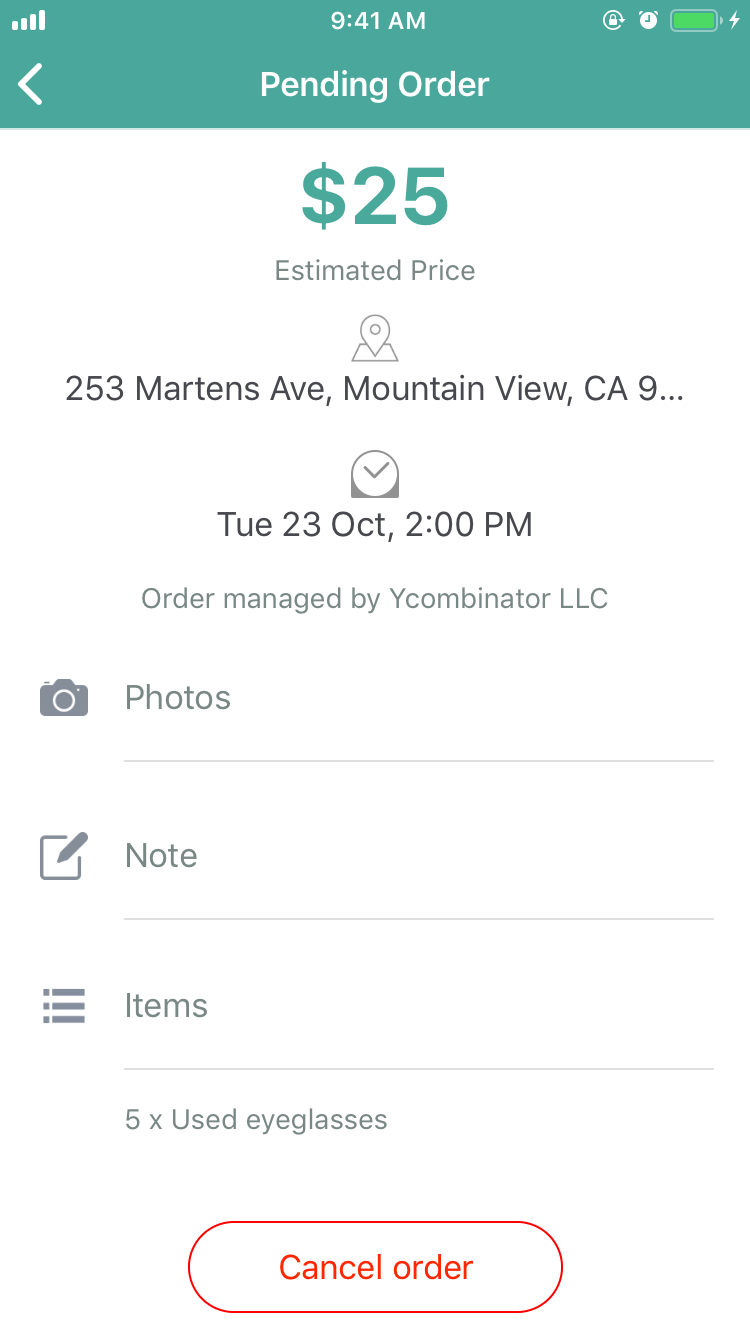 9:41 AM
Pending Order
$25
Estimated Price
253 Martens Ave, Mountain View, CA 9...
Tue 23 Oct, 2:00 PM
Order managed by Ycombinator LLC
Photos
Note
Items
5 x Used eyeglasses
Cancel order